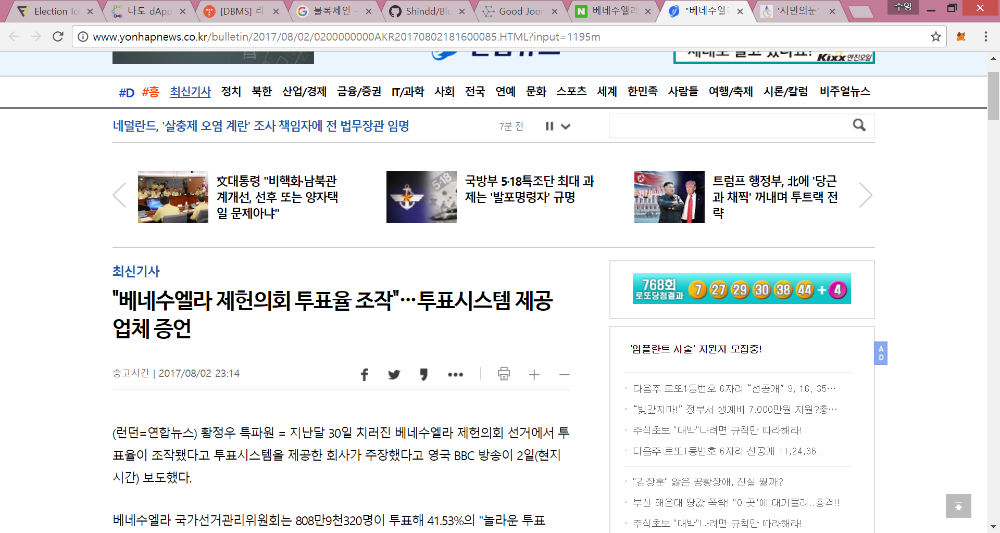 Election Ic
나도 dApp
[DBMS] 리
블록체인 -
Shindd/Blo
Good Joon
베네수엘라
"베네수엘라
'시민의눈'
수영
www.yonhapnews.co.kr/bulletin/2017/08/02/0200000000AKR20170802181600085.HTML?input=1195m
Kixx 엔진오일
#D #흥 최신기사 정치 북한 산업/경제 금융/증권 IT/과학 사회 전국 연예 문화 스포츠 세계 한민족 사람들 여행/축제 시론/칼럼 비주얼뉴스
네덜란드, '살충제 오염 계란' 조사 책임자에 전 법무장관 임명
7분 전
文대통령 "비핵화·남북관
계개선, 선후 또는 양자택
일 문제아냐"
5·18
국방부 5·18특조단 최대 과
제는 '발포명령자' 규명
트럼프 행정부, 北에 '당근
과 채찍' 꺼내며 투트랙 전
략
최신기사
"베네수엘라 제헌의회 투표율 조작"…투표시스템 제공
업체 증언
송고시간 | 2017/08/02 23:14
(런던=연합뉴스) 황정우 특파원 = 지난달 30일 치러진 베네수엘라 제헌의회 선거에서 투
표율이 조작됐다고 투표시스템을 제공한 회사가 주장했다고 영국 BBC 방송이 2일(현지
시간) 보도했다.
베네수엘라 국가선거관리위원회는 808만9천320명이 투표해 41.53%의 "놀라운 투표
768회
로또당첨결과
7 27 29 30 38 44 + 4
'임플란트 시술' 지원자 모집중!
AD
다음주 로또1등번호 6자리 “선공개” 9, 16, 35…
“빚갚지마!” 정부서 생계비 7,000만원 지원?충…
주식초보 "대박"나려면 규칙만 따라해라!
다음주 로또1등번호 6자리 선공개 11,24,36..
"김장훈" 앓은 공황장애, 진실 뭘까?
부산 해운대 땅값 폭락! "이곳"에 대거몰려..충격!!
주식초보 "대박"나려면 규칙만 따라해라!